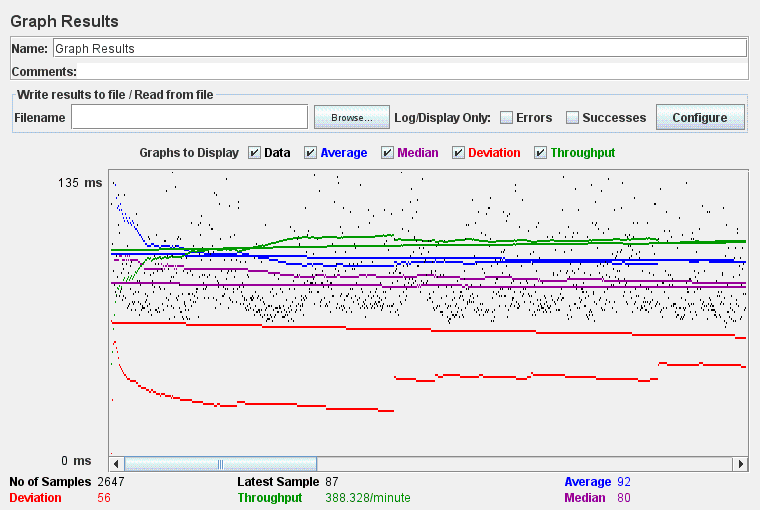 Graph Results
Name: Graph Results
Comments:
Write results to file / Read from file
Filename Browse... Log/Display Only: Errors Successes Configure
Graphs to Display Data Average Median Deviation Throughput
135 ms
0 ms
No of Samples 2647 Latest Sample 87 Average 92
Deviation 56 Throughput 388.328/minute Median 80